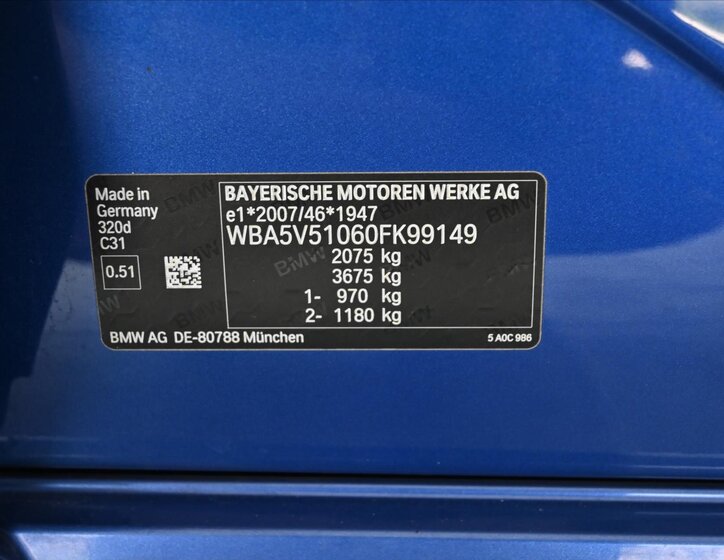 Made in
Germany
320d
C31
0.51
BAYERISCHE MOTOREN WERKE AG
e1*2007/46*1947
WBA5V51060FK99149
2075 kg
3675 kg
1- 970 kg
2- 1180 kg
BMW AG DE-80788 München
5 A0C 986